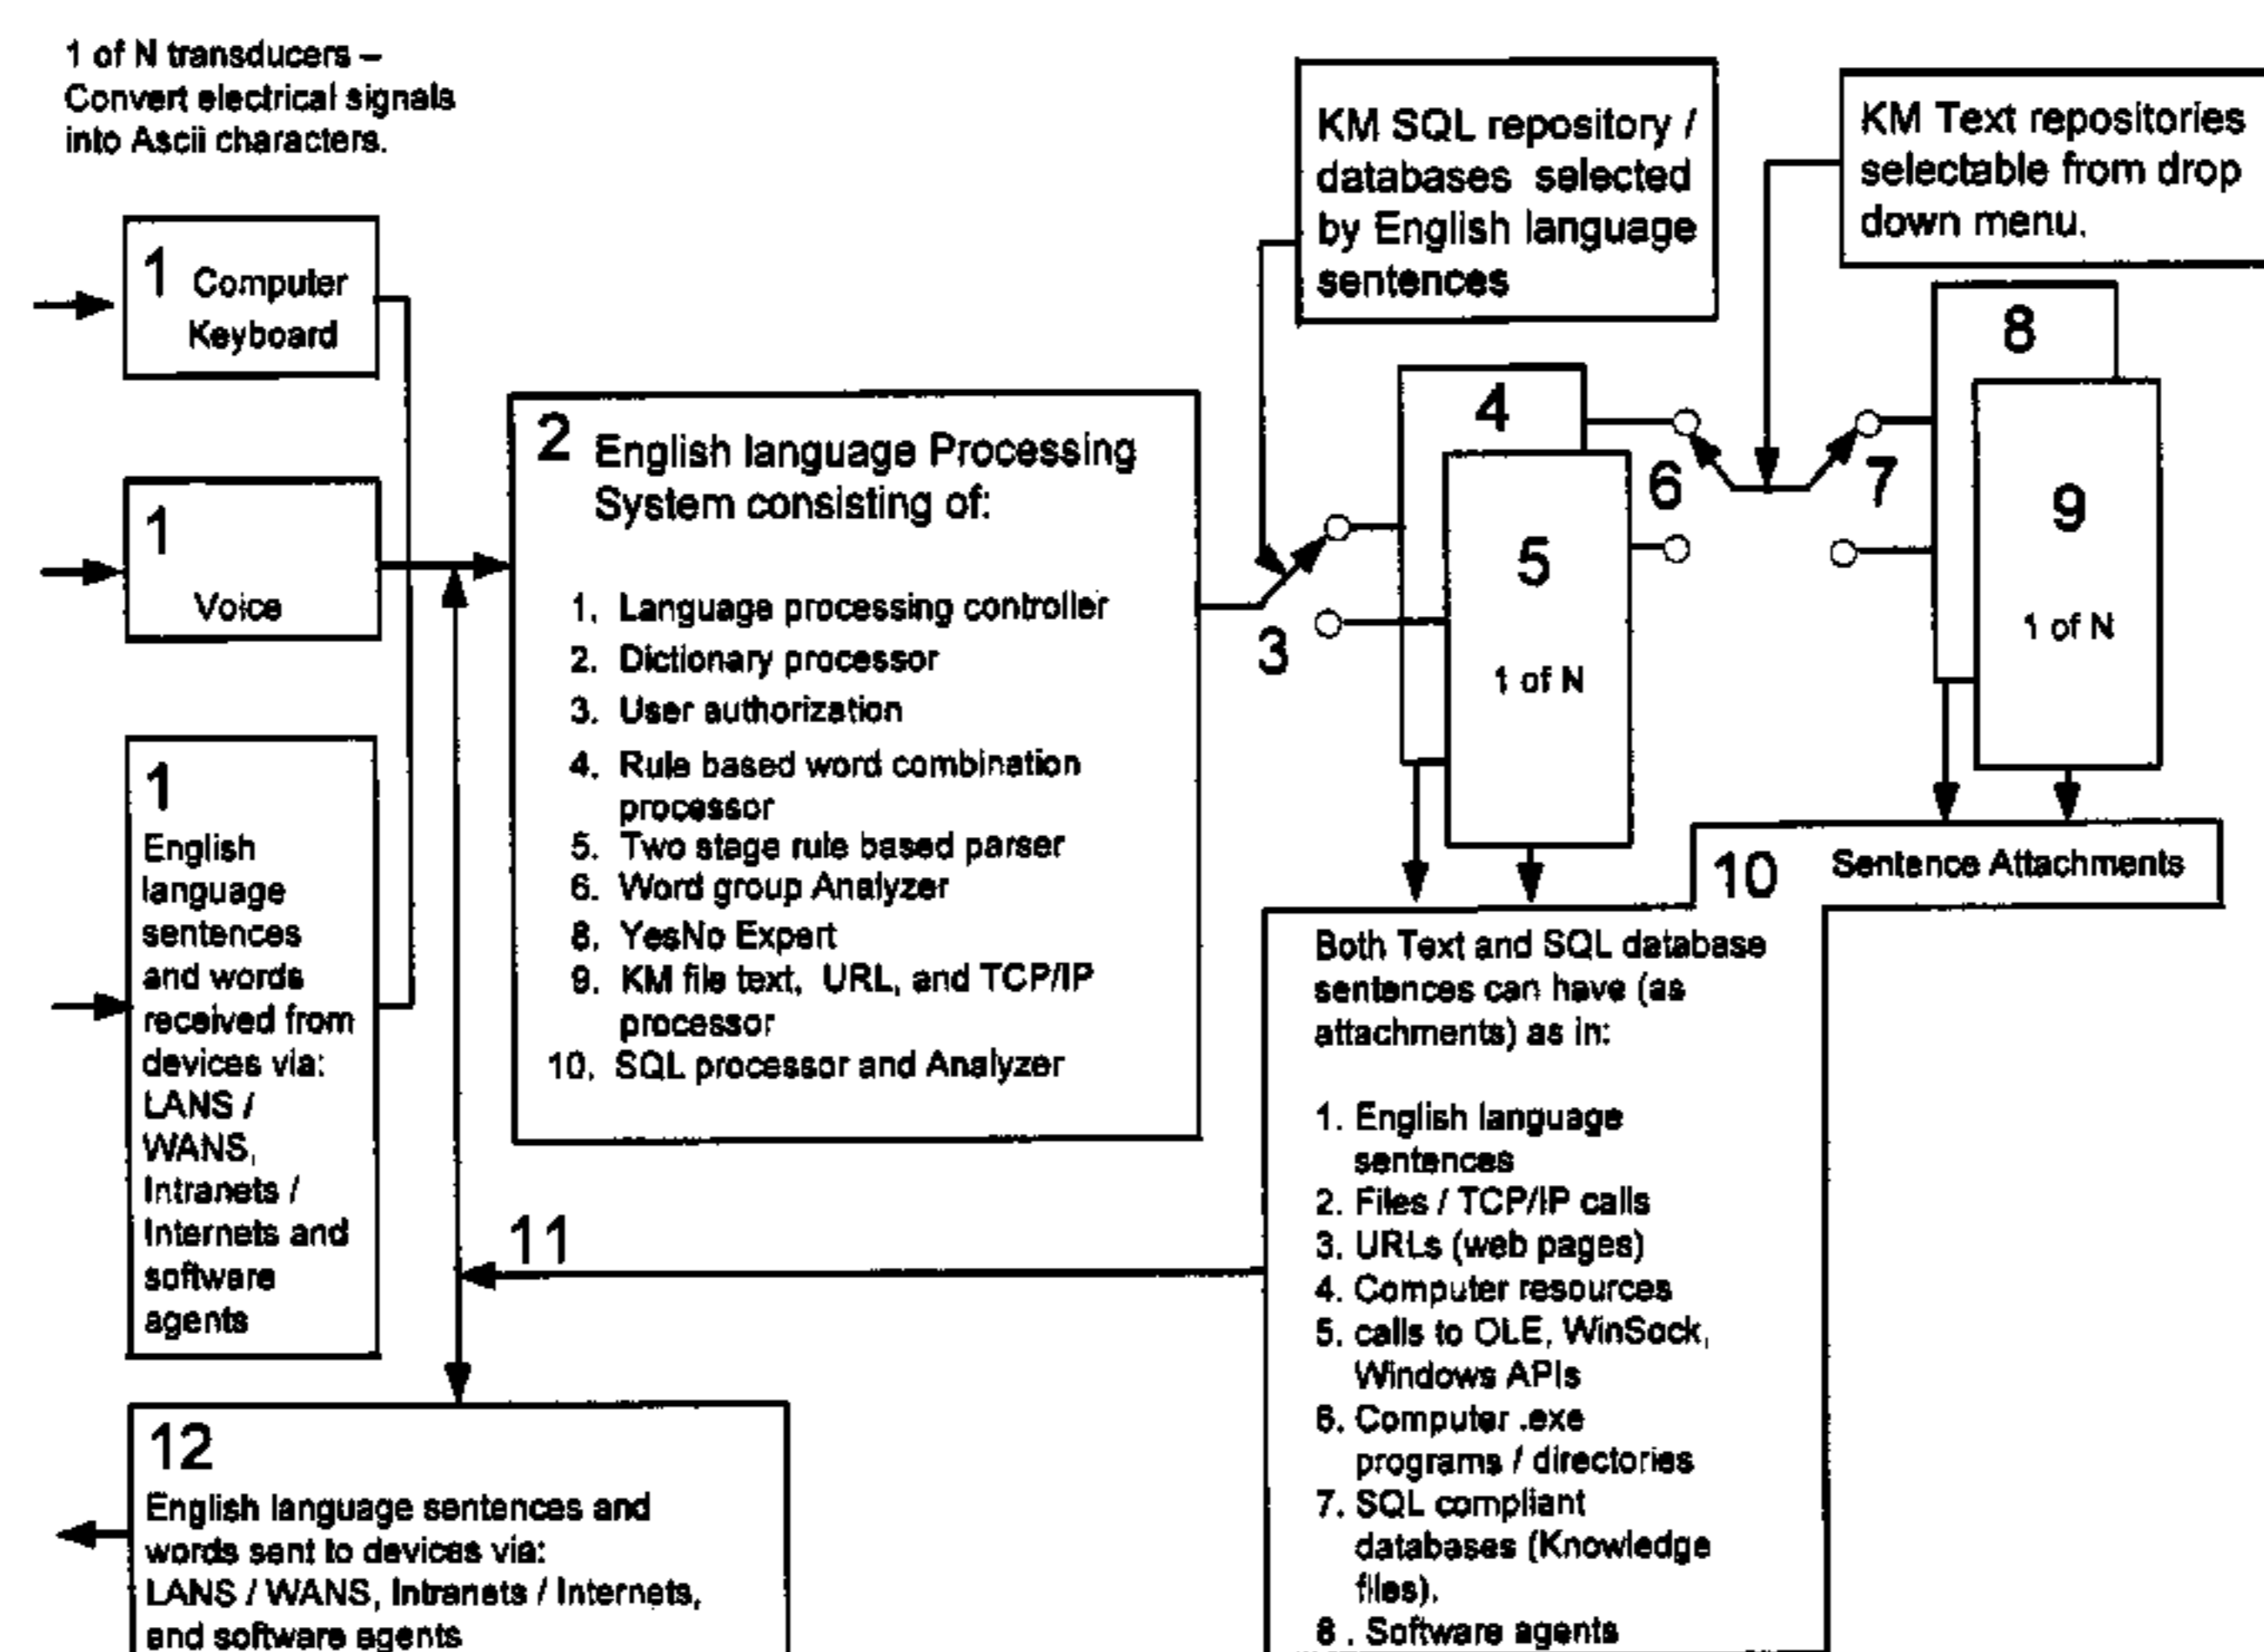 1 of N transducers –
Convert electrical signals
into Ascii characters.
1 Computer
Keyboard
1
Voice
1
English
language
sentences
and words
received from
devices via:
LANS /
WANS,
Intranets /
Internets and
software
agents
2 English language Processing
System consisting of:
1. Language processing controller
2. Dictionary processor
3. User authorization
4. Rule based word combination
processor
5. Two stage rule based parser
6. Word group Analyzer
8. YesNo Expert
9. KM file text, URL, and TCP/IP
processor
10. SQL processor and Analyzer
KM SQL repository /
databases selected
by English language
sentences
KM Text repositories
selectable from drop
down menu.
3
4
5
1 of N
6
7
8
9
1 of N
10 Sentence Attachments
Both Text and SQL database
sentences can have (as
attachments) as in:
1. English language
sentences
2. Files / TCP/IP calls
3. URLs (web pages)
4. Computer resources
5. calls to OLE, WinSock,
Windows APIs
6. Computer .exe
programs / directories
7. SQL compliant
databases (Knowledge
files).
8 . Software agents
11
12
English language sentences and
words sent to devices via:
LANS / WANS, Intranets / Internets,
and software agents